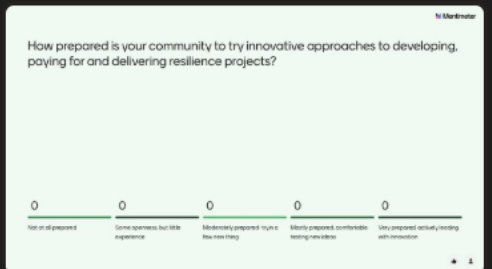 Mentimeter
How prepared is your community to try innovative approaches to developing,
paying for and delivering resilience projects?
0
0
0
0
0
Not at all prepared
Some openness, but little
experience
Moderately prepared
few new thing
Mostly prepared, comfortable
testing new ideas
Very prepared, actively leading
with innovation